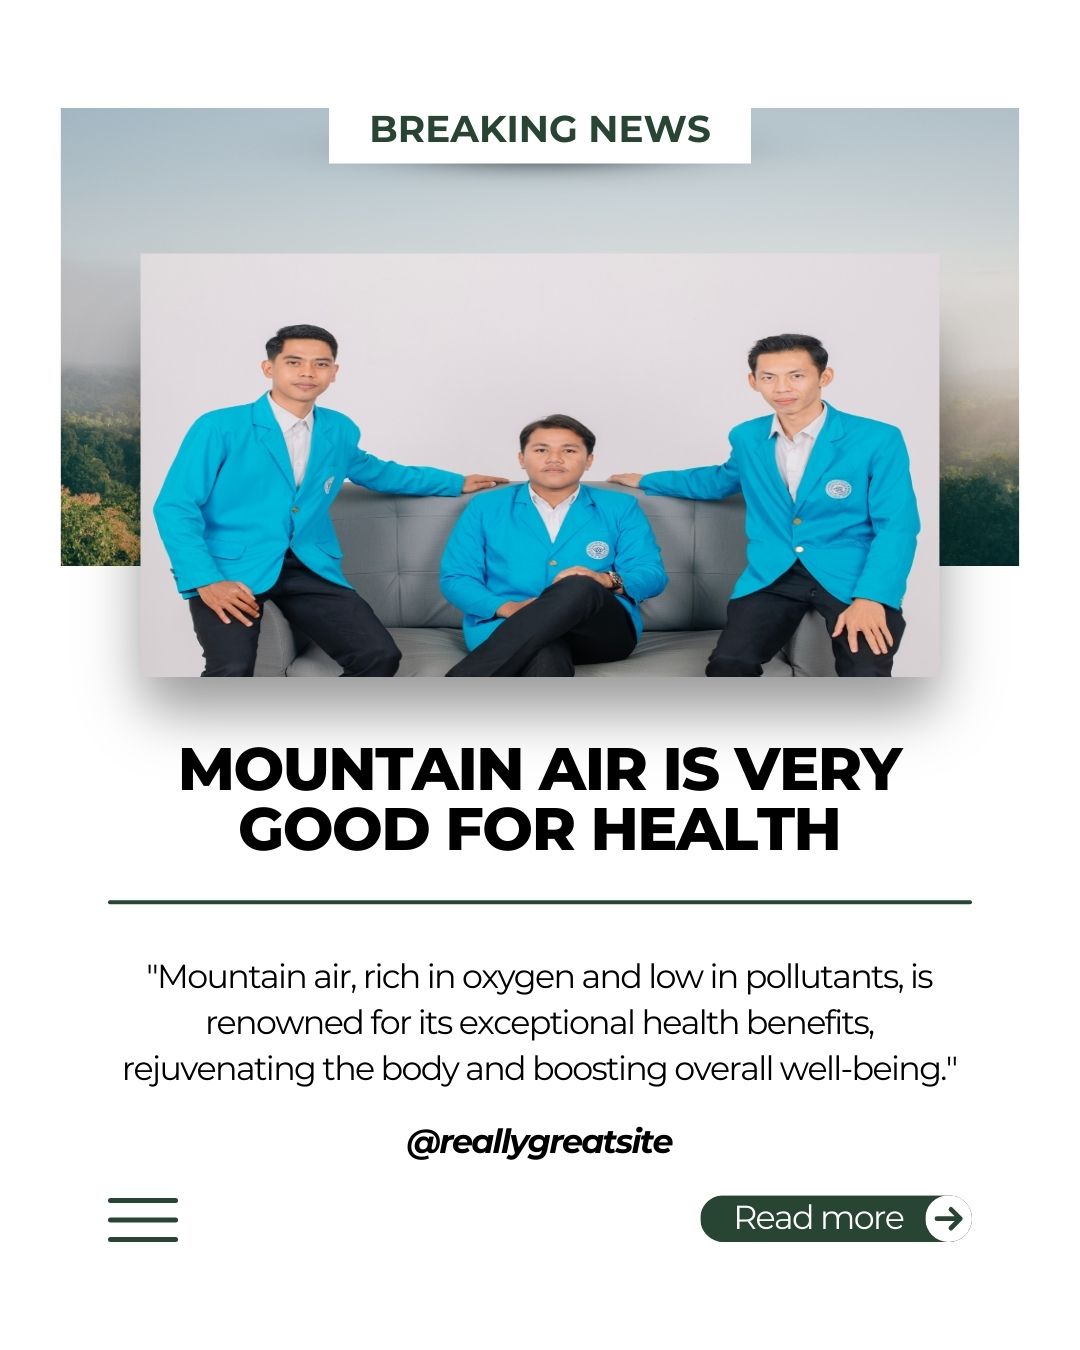 BREAKING NEWS
MOUNTAIN AIR IS VERY
GOOD FOR HEALTH
"Mountain air, rich in oxygen and low in pollutants, is
renowned for its exceptional health benefits,
rejuvenating the body and boosting overall well-being."
@reallygreatsite
Read more